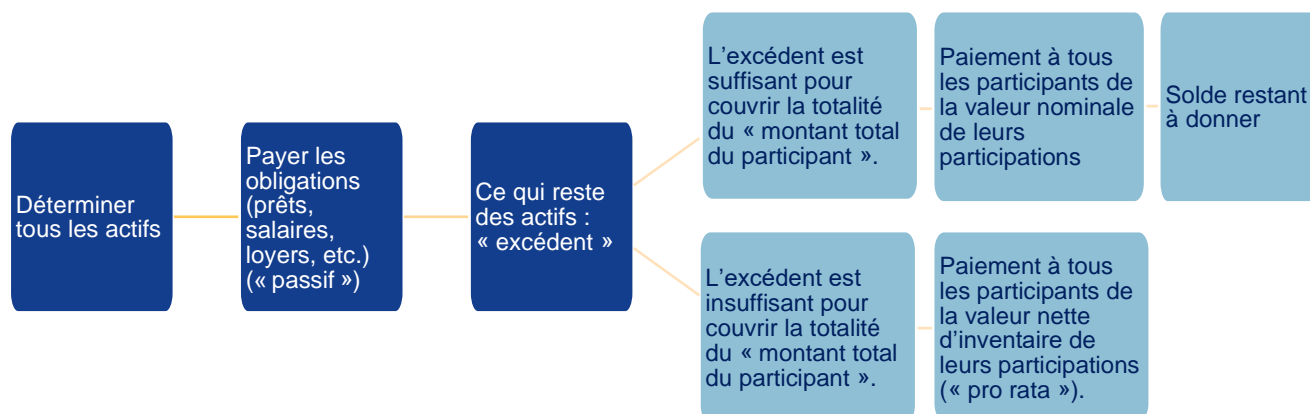 Déterminer
tous les actifs
Payer les
obligations
(prêts,
salaires,
loyers, etc.)
(« passif »)
Ce qui reste
des actifs :
« excédent »
L'excédent est
suffisant pour
couvrir la totalité
du « montant total
du participant ».
Paiement à tous
les participants de
la valeur nominale
de leurs
participations
Solde restant
à donner
L'excédent est
insuffisant pour
couvrir la totalité
du « montant total
du participant ».
Paiement à tous
les participants de
la valeur nette
d'inventaire de
leurs participations
(« pro rata »).